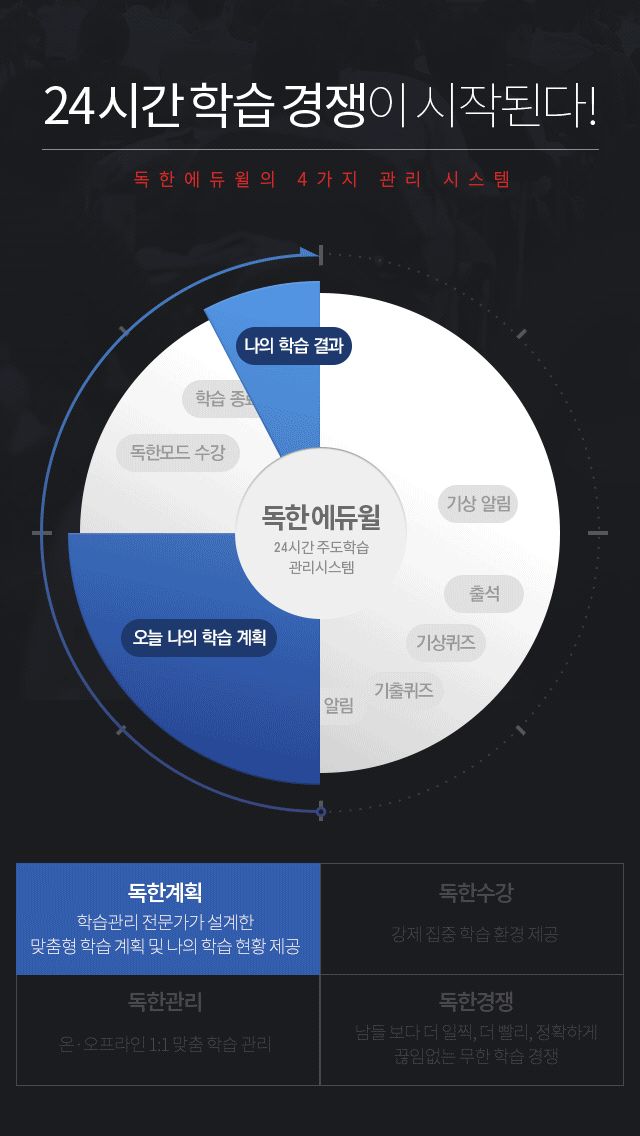 24시간 학습 경쟁이 시작된다!
독한에듀윌의 4가지 관리 시스템
나의 학습 결과
학습 종료
독한모드 수강
기상 알림
독한에듀윌
24시간 주도학습
관리시스템
출석
오늘 나의 학습 계획
기상퀴즈
기출퀴즈
알림
독한계획
학습관리 전문가가 설계한
맞춤형 학습 계획 및 나의 학습 현황 제공
독한수강
강제 집중 학습 환경 제공
독한관리
온·오프라인 1:1 맞춤 학습 관리
독한경쟁
남들 보다 더 일찍, 더 빨리, 정확하게
끊임없는 무한 학습 경쟁